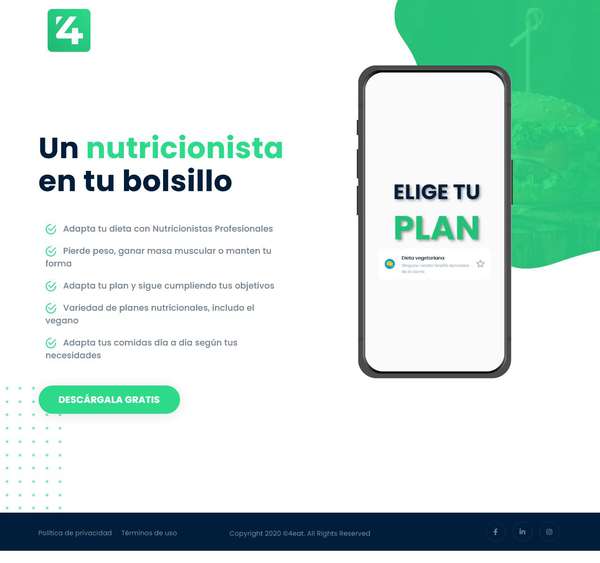 4
Un nutricionista
en tu bolsillo
Adapta tu dieta con Nutricionistas Profesionales
Pierde peso, ganar masa muscular o manten tu
forma
Adapta tu plan y sigue cumpliendo tus objetivos
Variedad de planes nutricionales, includo el
vegano
Adapta tus comidas día a día según tus
necesidades
DESCÁRGALA GRATIS
ELIGE TU
PLAN
Dieta vegetariana
Política de privacidad Términos de uso
Copyright 2020 ©4eat. All Rights Reserved